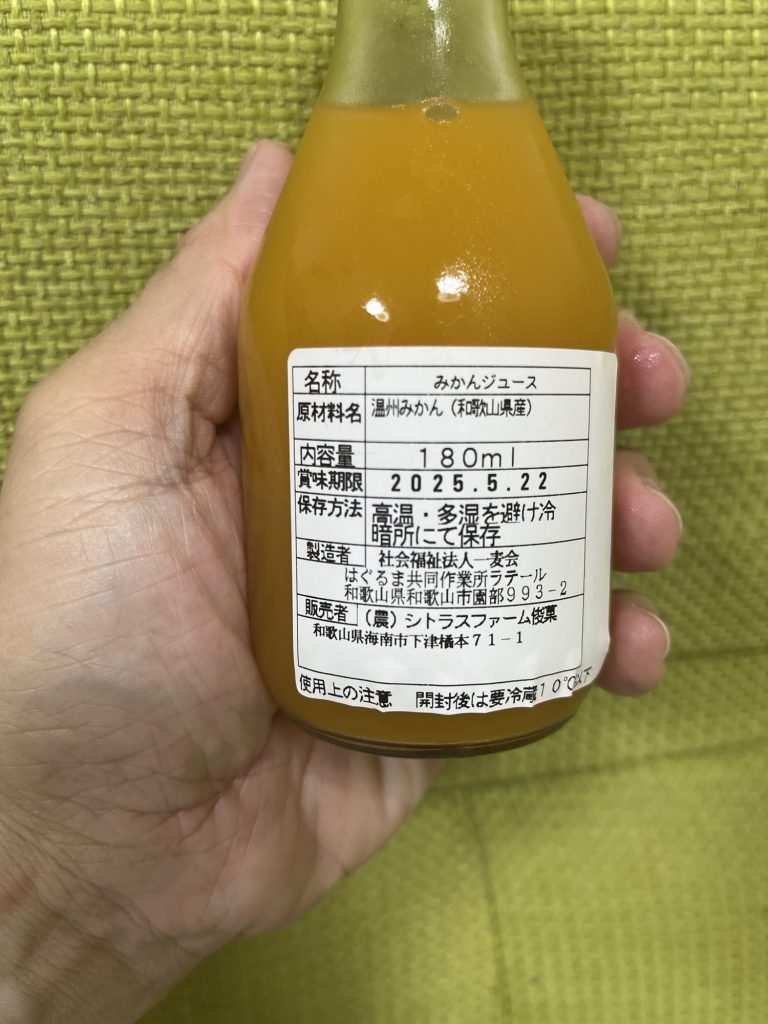 名称 みかんジュース
原材料名 温州みかん（和歌山県産）
内容量 180ml
賞味期限 2025.5.22
保存方法 高温・多湿を避け冷
暗所にて保存
製造者 社会福祉法人一麦会
はぐるま共同作業所ラテール
和歌山県和歌山市園部993-2
販売者 （農）シトラスファーム俊菓
和歌山県海南市下津橘本71-1
使用上の注意 開封後は要冷蔵10℃以下